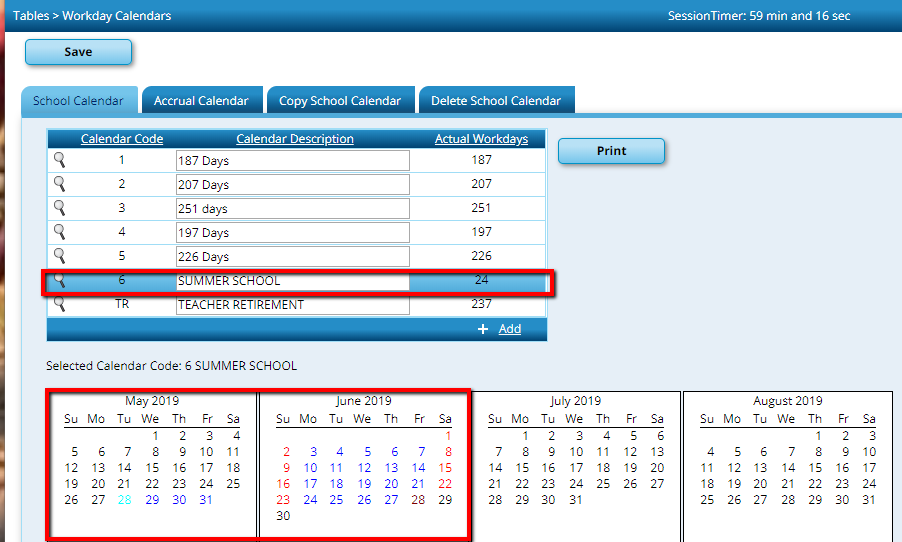 Tables > Workday Calendars SessionTimer: 59 min and 16 sec
Save
School Calendar Accrual Calendar Copy School Calendar Delete School Calendar
Calendar Code Calendar Description Actual Workdays
Print
1 187 Days 187
2 207 Days 207
3 251 days 251
4 197 Days 197
5 226 Days 226
6 SUMMER SCHOOL 24
TR TEACHER RETIREMENT 237
+ Add
Selected Calendar Code: 6 SUMMER SCHOOL
May 2019 June 2019 July 2019 August 2019
Su Mo Tu We Th Fr Sa Su Mo Tu We Th Fr Sa Su Mo Tu We Th Fr Sa Su Mo Tu We Th Fr Sa
1 2 3 4 1 1 2 3 4 5 6 1 2 3
5 6 7 8 9 10 11 2 3 4 5 6 7 8 7 8 9 10 11 12 13 4 5 6 7 8 9 10
12 13 14 15 16 17 18 9 10 11 12 13 14 15 14 15 16 17 18 19 20 11 12 13 14 15 16 17
19 20 21 22 23 24 25 16 17 18 19 20 21 22 21 22 23 24 25 26 27 18 19 20 21 22 23 24
26 27 28 29 30 31 23 24 25 26 27 28 29 28 29 30 31 25 26 27 28 29 30 31
30